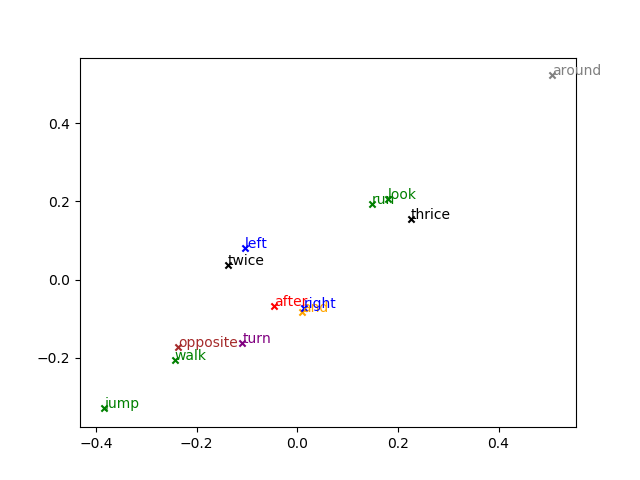 around
0.4
look
run
0.2
thrice
left
twice
0.0
after
right
and
turn
−0.2
opposite
walk
jump
−0.4
−0.2
0.0
0.2
0.4